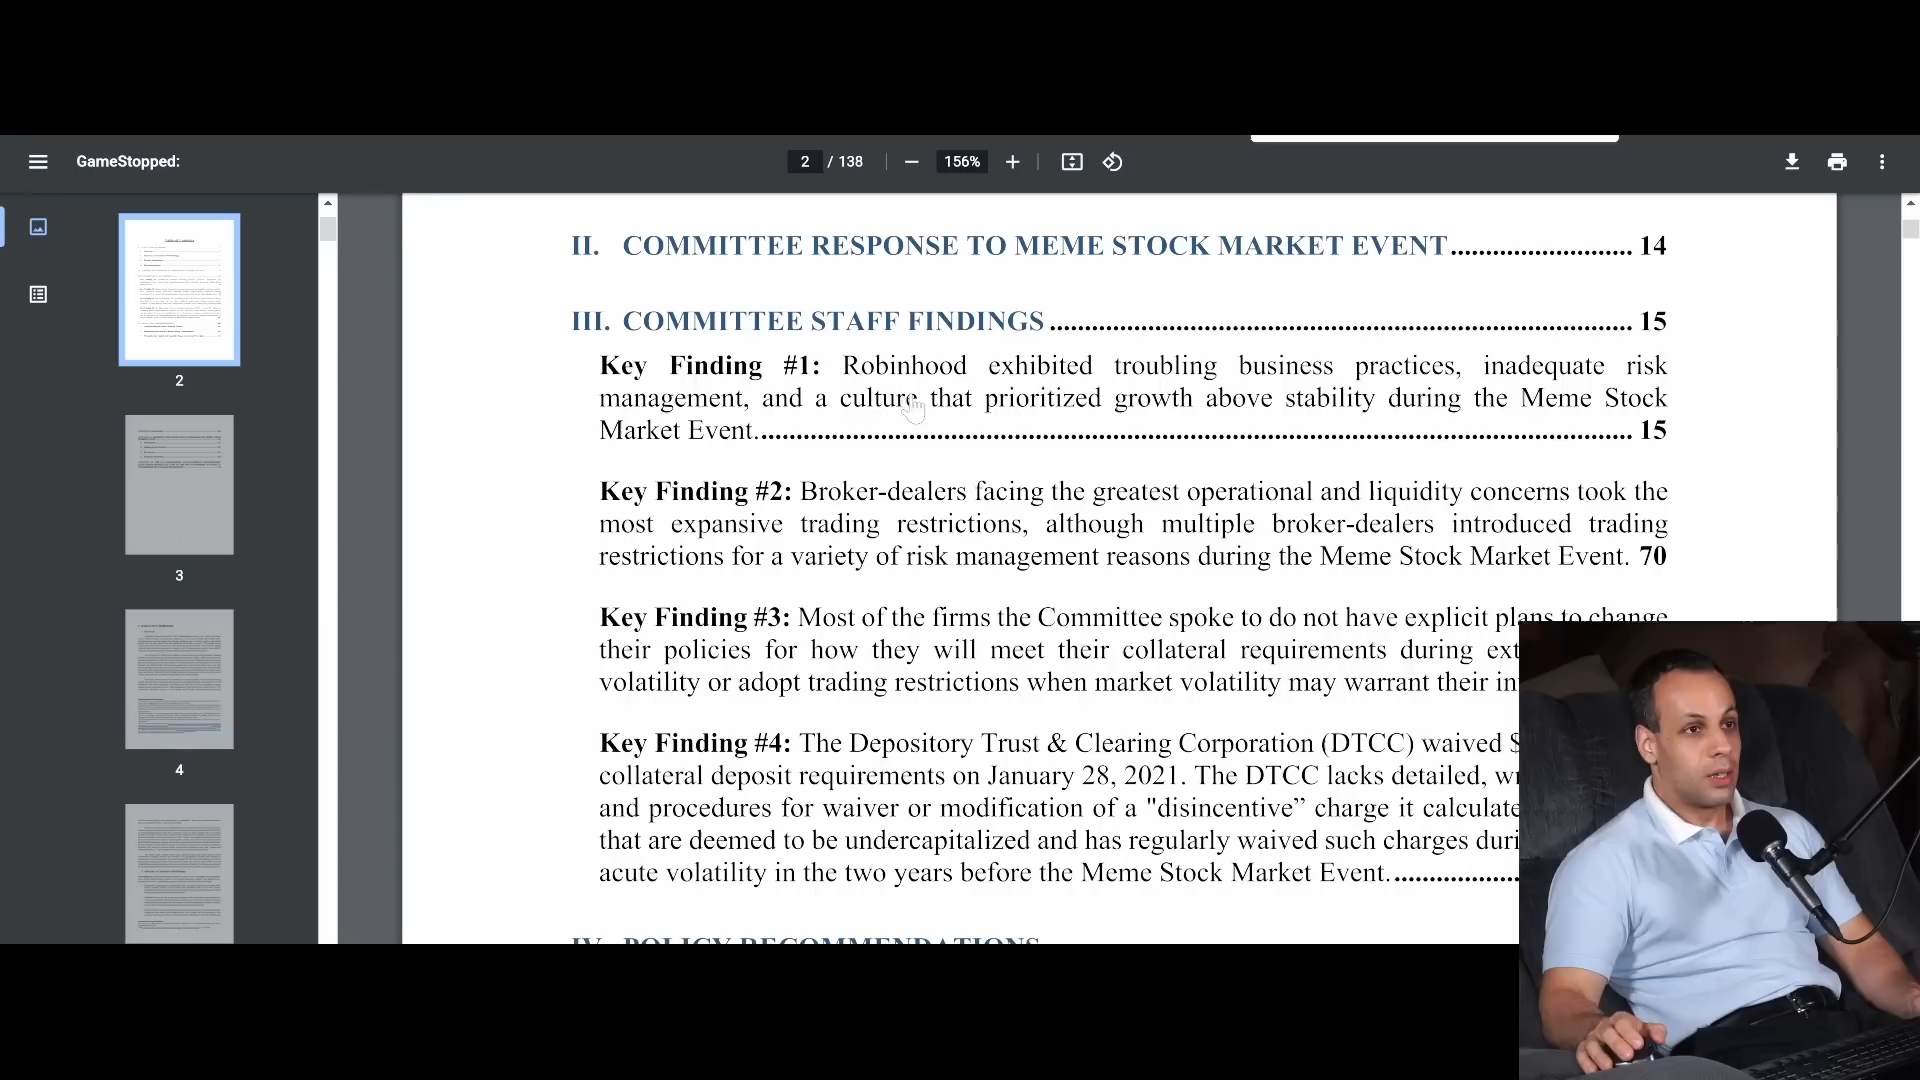 GameStopped:
2 / 138
156%
II. COMMITTEE RESPONSE TO MEME STOCK MARKET EVENT.............................. 14
III. COMMITTEE STAFF FINDINGS .............................................................................. 15
Key Finding #1: Robinhood exhibited troubling business practices, inadequate risk
management, and a culture that prioritized growth above stability during the Meme Stock
Market Event................................................................................................................ 15
Key Finding #2: Broker-dealers facing the greatest operational and liquidity concerns took the
most expansive trading restrictions, although multiple broker-dealers introduced trading
restrictions for a variety of risk management reasons during the Meme Stock Market Event. 70
Key Finding #3: Most of the firms the Committee spoke to do not have explicit plans to change
their policies for how they will meet their collateral requirements during
volatility or adopt trading restrictions when market volatility may warrant their
Key Finding #4: The Depository Trust & Clearing Corporation (DTCC) waived $
collateral deposit requirements on January 28, 2021. The DTCC lacks detailed,
and procedures for waiver or modification of a "disincentive” charge it
that are deemed to be undercapitalized and has regularly waived such charges
acute volatility in the two years before the Meme Stock Market Event..................
IV. POLICY RECOMMENDATIONS
2
3
4